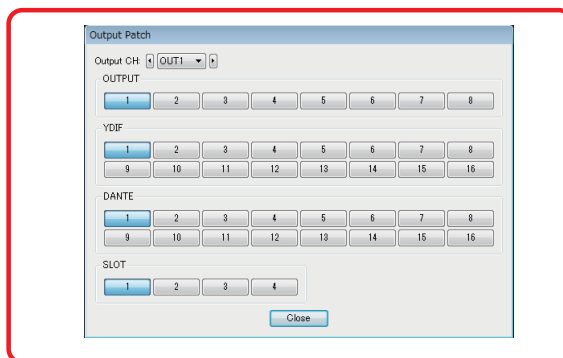 Output Patch
Output CH: OUT1
OUTPUT
1 2 3 4 5 6 7 8
YDIF
1 2 3 4 5 6 7 8
9 10 11 12 13 14 15 16
DANTE
1 2 3 4 5 6 7 8
9 10 11 12 13 14 15 16
SLOT
1 2 3 4
Close